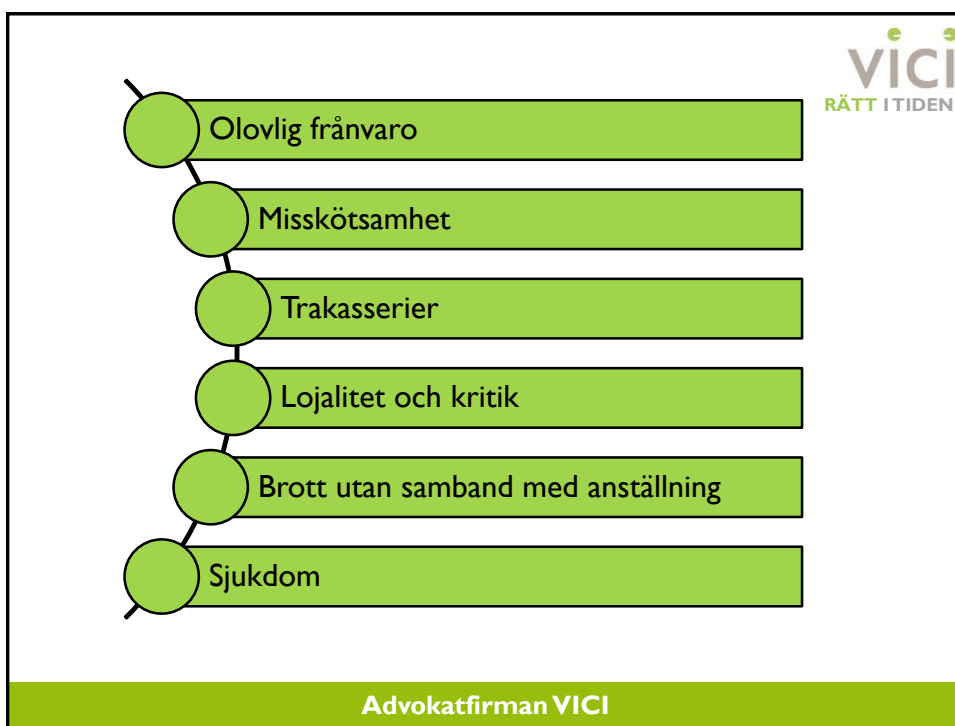 VICI
RÄTT I TIDEN
Olovlig frånvaro
Misskötsamhet
Trakasserier
Lojalitet och kritik
Brott utan samband med anställning
Sjukdom
Advokatfirman VICI